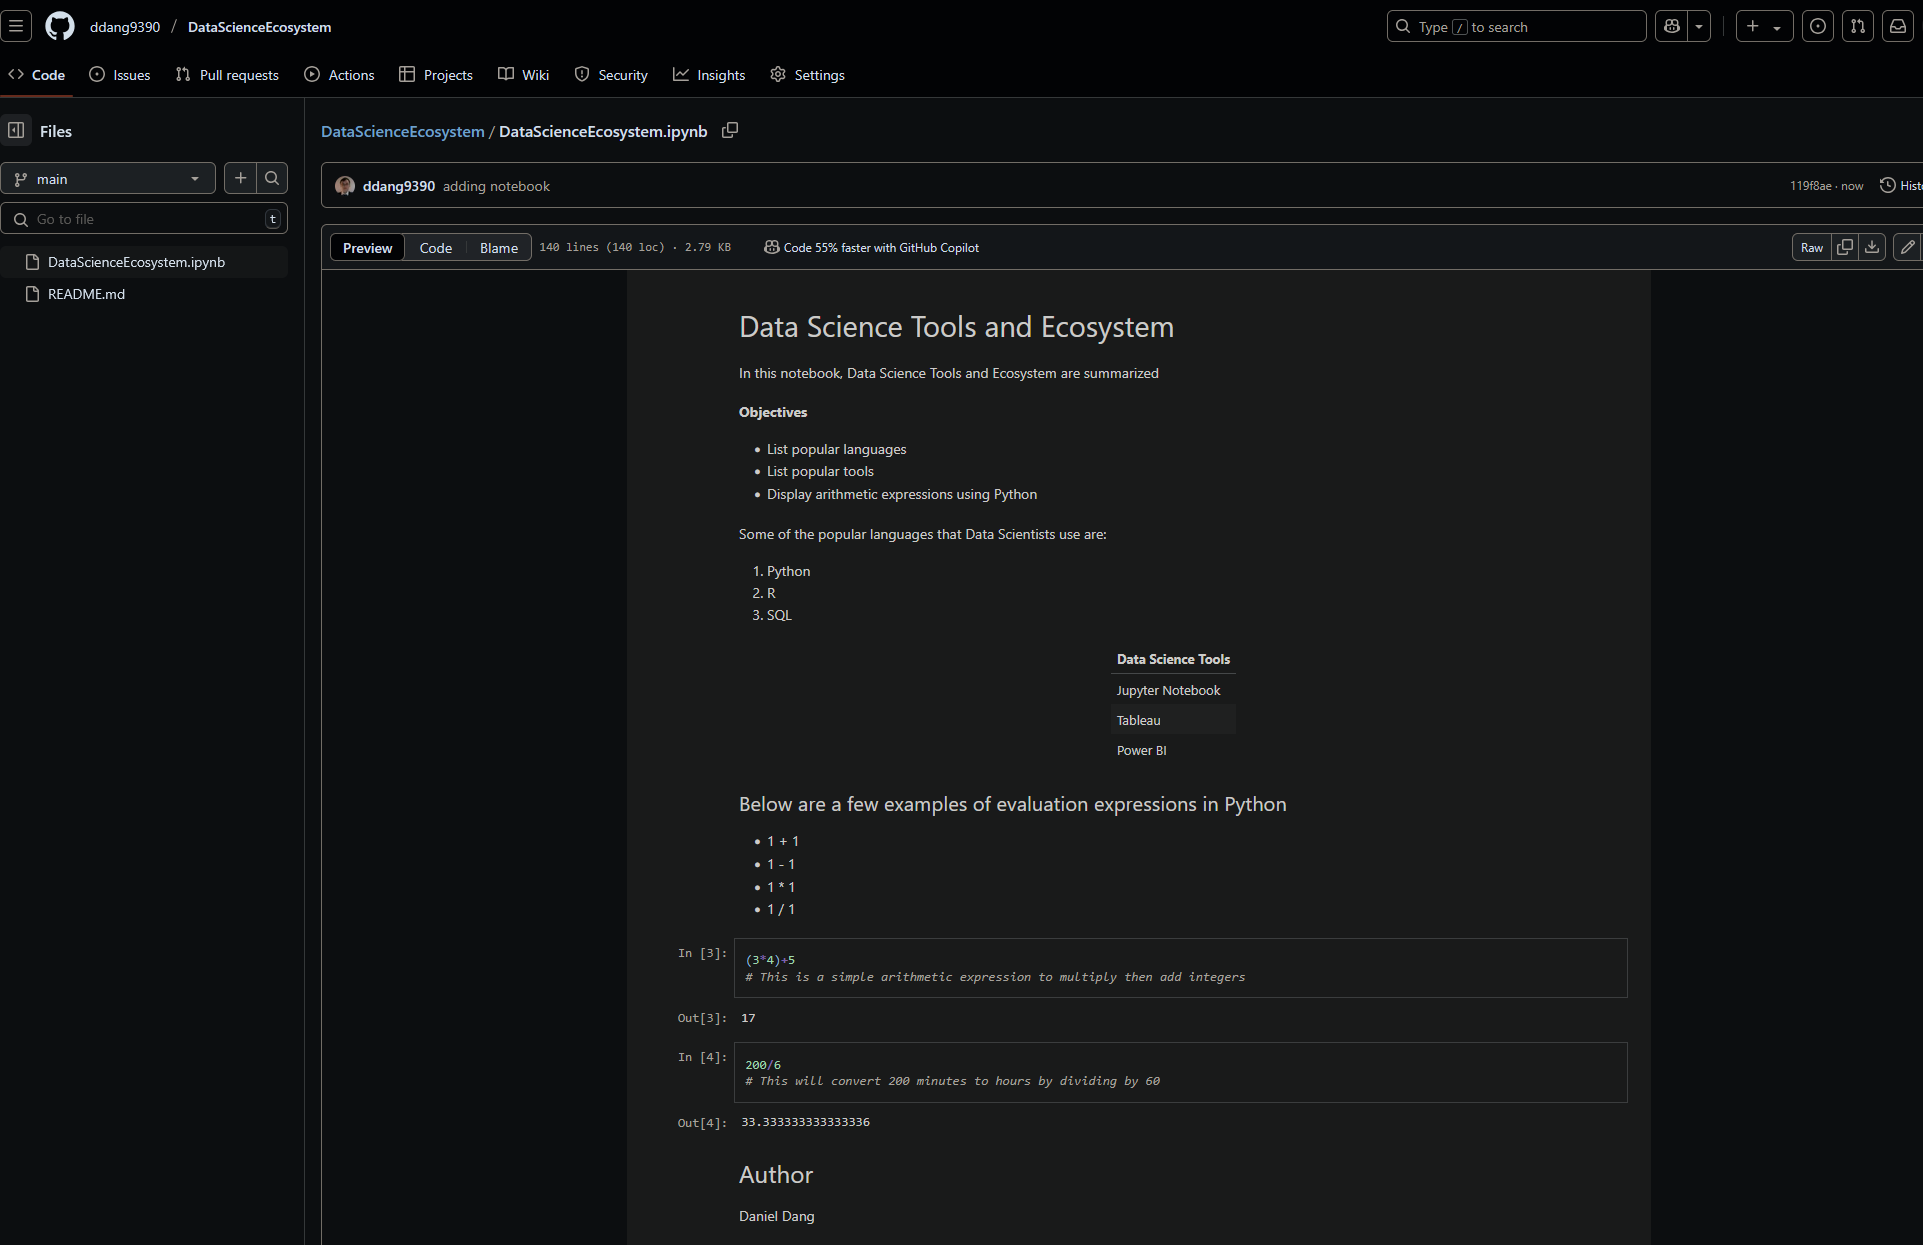 ddang9390 / DataScienceEcosystem
Type / to search
Code Issues Pull requests Actions Projects Wiki Security Insights Settings
Files
main
Go to file t
DataScienceEcosystem.ipynb
README.md
DataScienceEcosystem / DataScienceEcosystem.ipynb
ddang9390 adding notebook 119f8ae · now
Preview Code Blame 140 lines (140 loc) · 2.79 KB Code 55% faster with GitHub Copilot Raw
Data Science Tools and Ecosystem
In this notebook, Data Science Tools and Ecosystem are summarized
Objectives
• List popular languages
• List popular tools
• Display arithmetic expressions using Python
Some of the popular languages that Data Scientists use are:
1. Python
2. R
3. SQL
Data Science Tools
Jupyter Notebook
Tableau
Power BI
Below are a few examples of evaluation expressions in Python
• 1 + 1
• 1 - 1
• 1 * 1
• 1 / 1
In [3]: (3*4)+5
# This is a simple arithmetic expression to multiply then add integers
Out[3]: 17
In [4]: 200/6
# This will convert 200 minutes to hours by dividing by 60
Out[4]: 33.333333333333336
Author
Daniel Dang